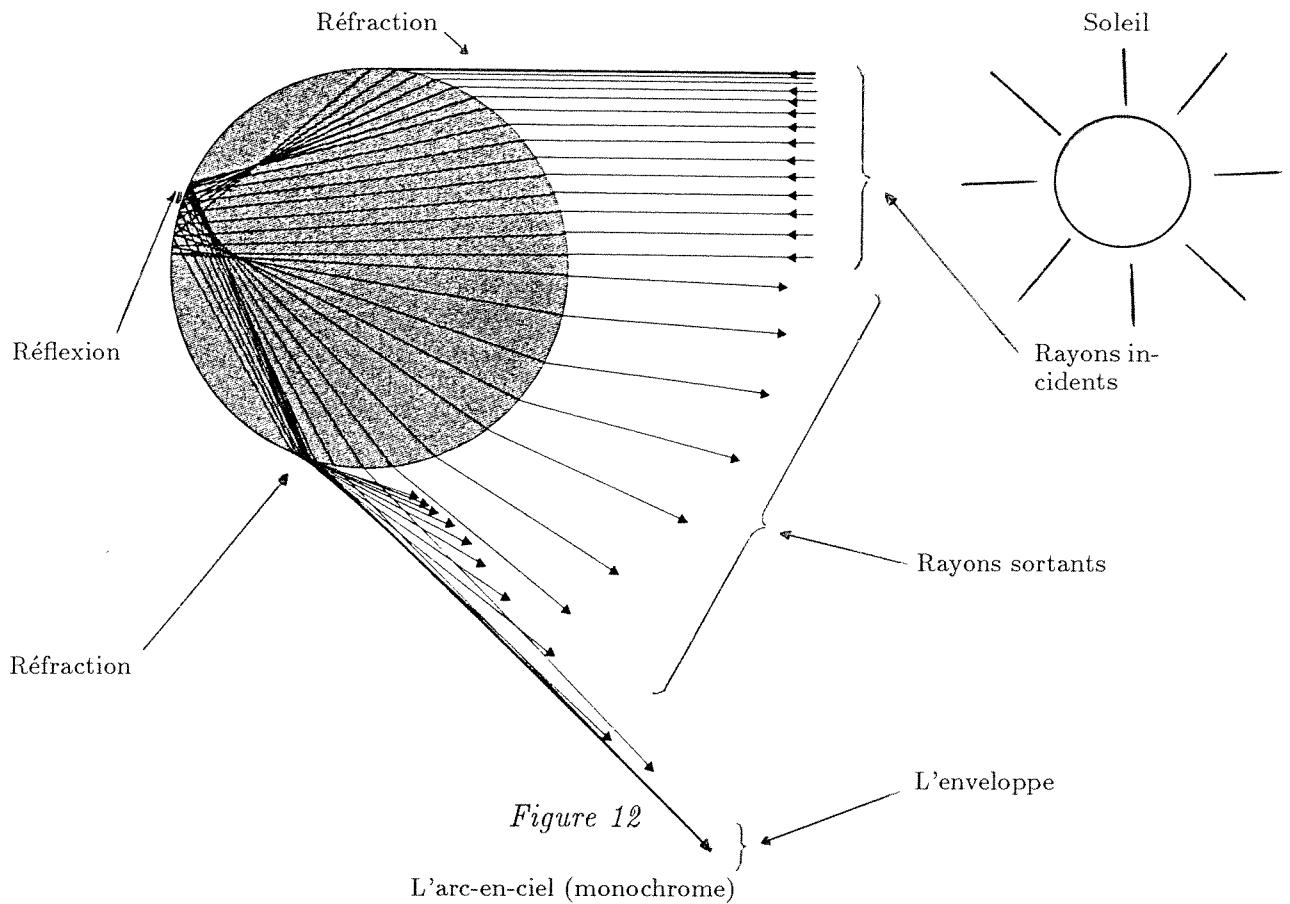 Réfraction
Soleil
Réflexion
Rayons in-
cidents
Rayons sortants
Réfraction
L'enveloppe
Figure 12
L'arc-en-ciel (monochrome)